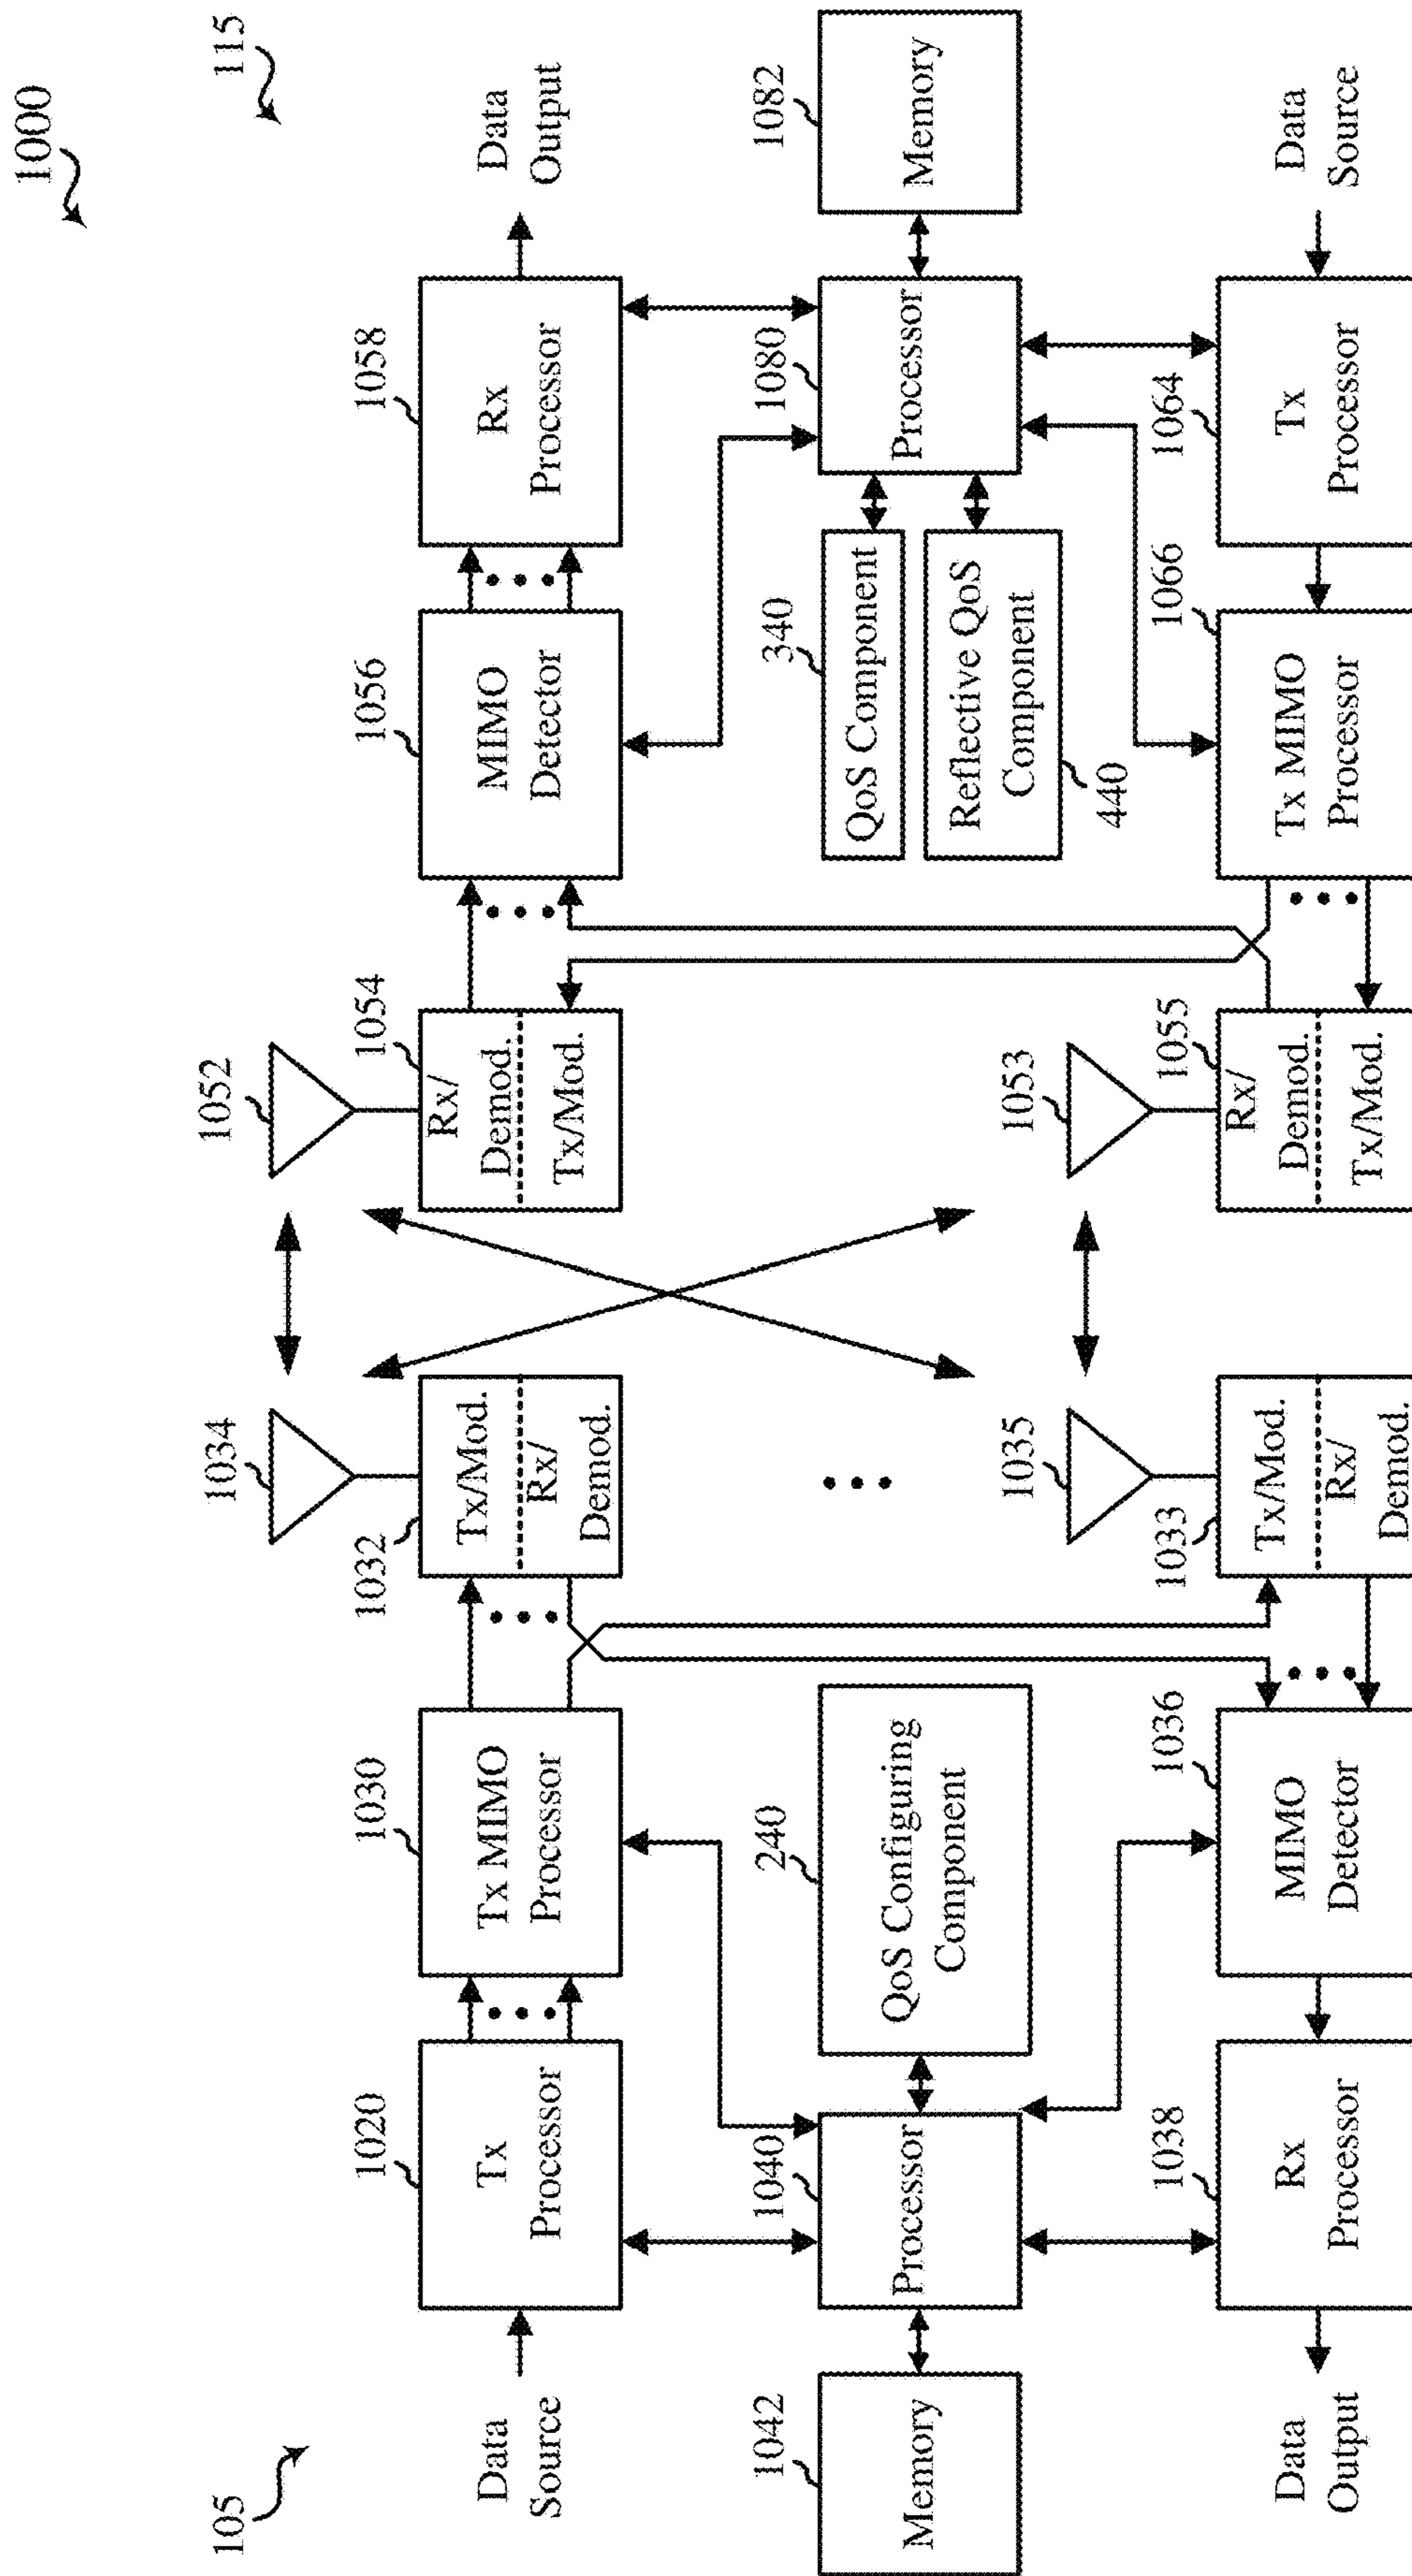 1000
105
115
1034
1052
1020
1030
1032
1054
1056
1058
Data
Source
Tx
Processor
Tx MIMO
Processor
Tx/Mod.
Rx/
Demod.
Rx/
Demod.
Tx/Mod.
MIMO
Detector
Rx
Processor
Data
Output
1042
1040
240
340
1080
1082
Memory
Processor
QoS Configuring
Component
QoS Component
Reflective QoS
Component
440
Processor
Memory
1035
1053
1038
1036
1033
1055
1066
1064
Data
Output
Rx
Processor
MIMO
Detector
Tx/Mod.
Rx/
Demod.
Rx/
Demod.
Tx/Mod.
Tx MIMO
Processor
Tx
Processor
Data
Source